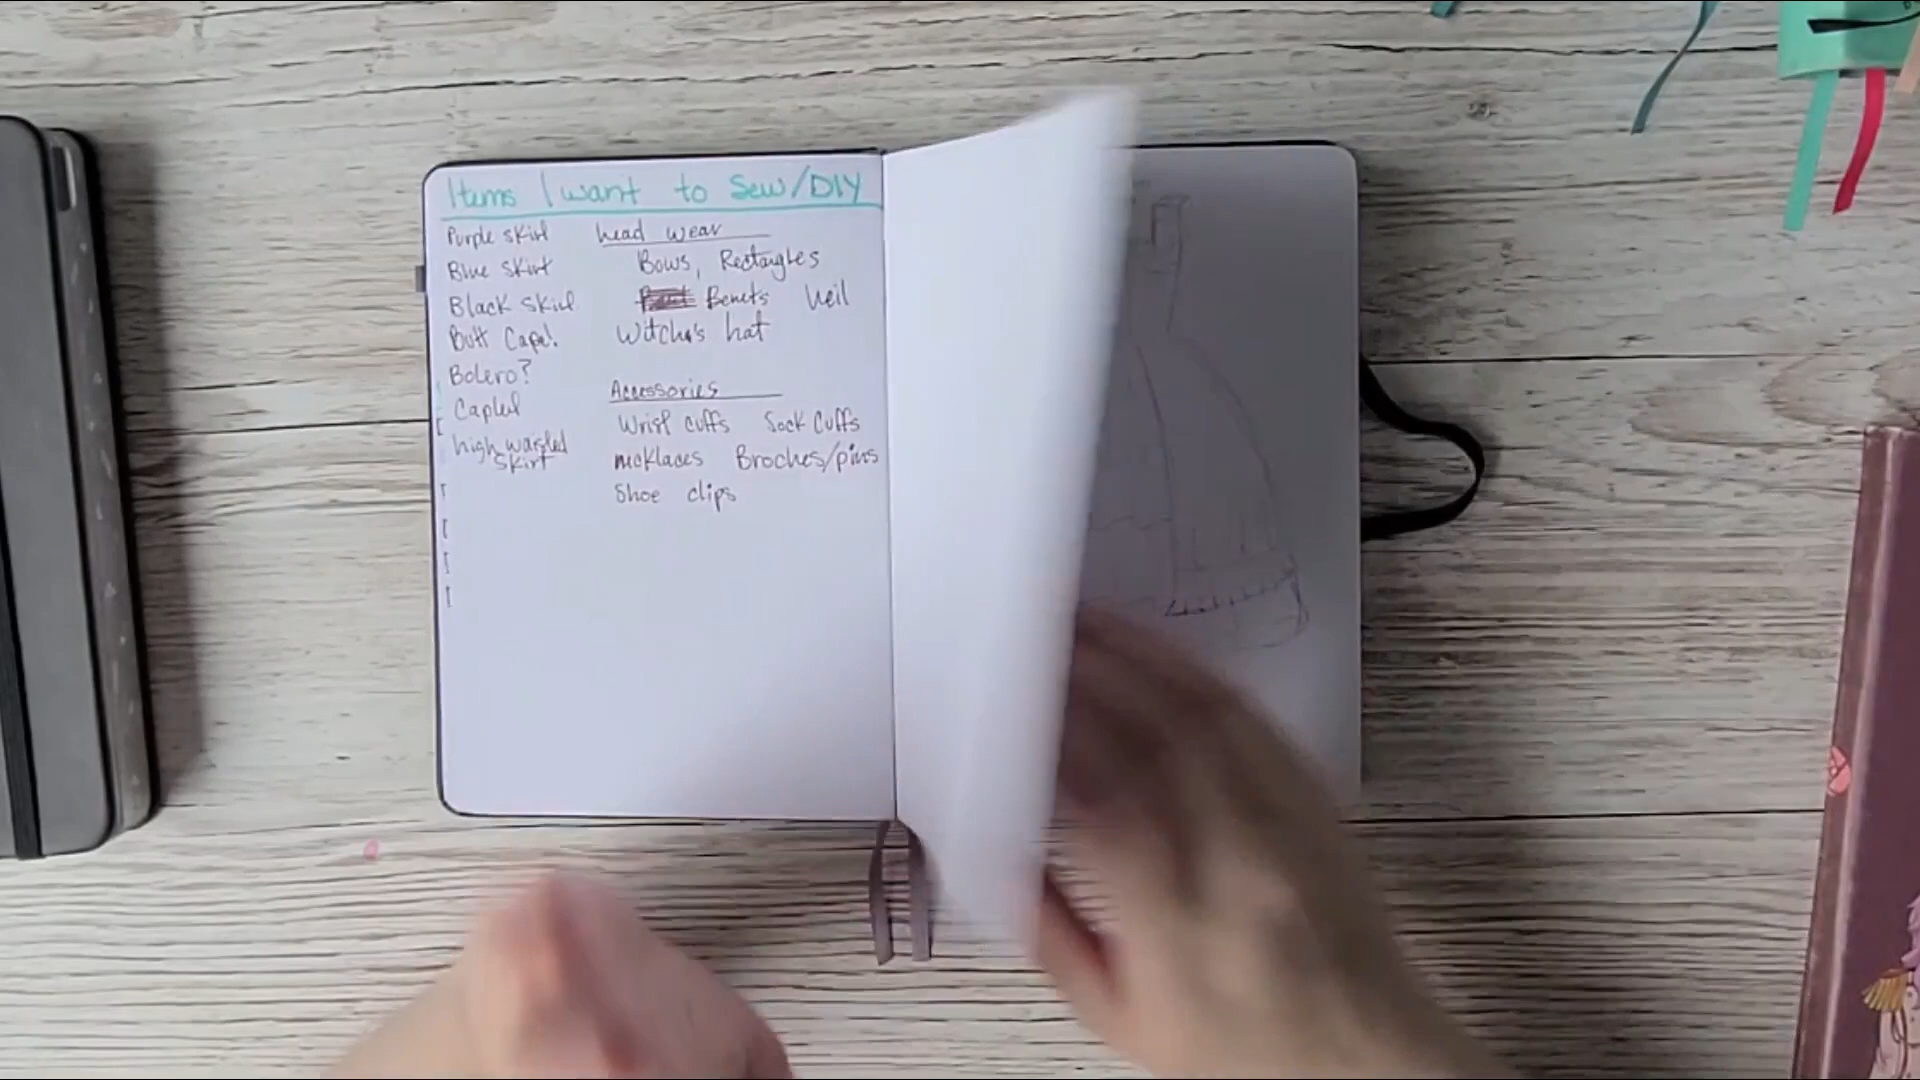 Items I want to Sew/DIY
Purple skirt
Blue skirt
Black Skirt
Butt Cape!
Bolero?
Caplet
high waisted
skirt
head wear
Bows, Rectangles
Berets Veil
Witch's hat
Accessories
Wrist cuffs Sock Cuffs
necklaces Broches/pins
Shoe clips